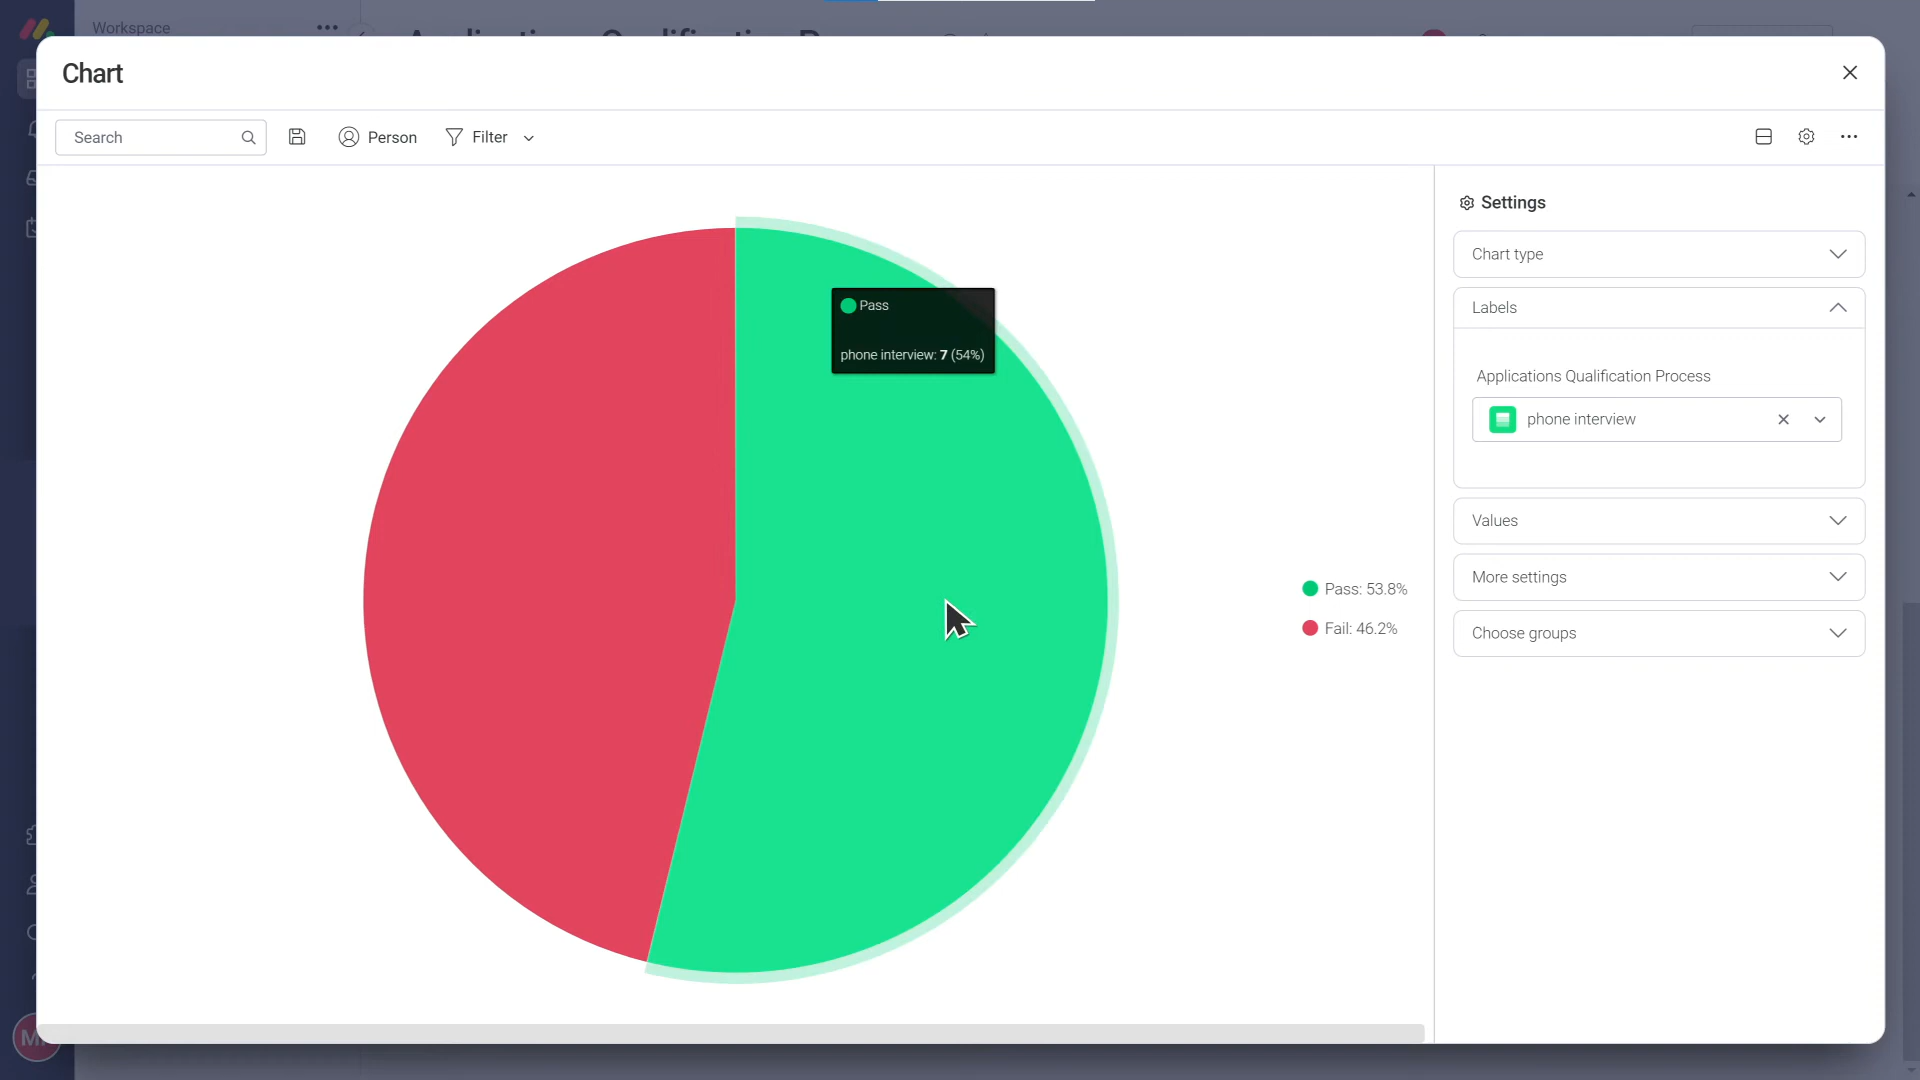 Workspace
Chart
Search
Person
Filter
Settings
Chart type
Labels
Pass
phone interview: 7 (54%)
Applications Qualification Process
phone interview
Values
More settings
Pass: 53.8%
Fail: 46.2%
Choose groups